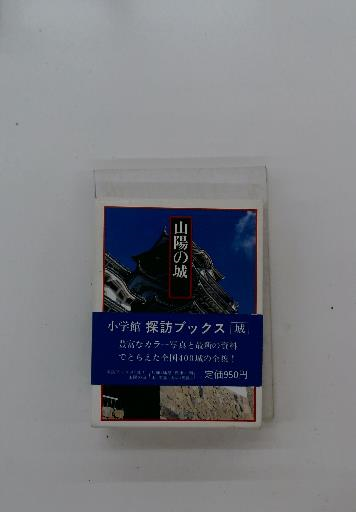 山陽の城
小学館 探訪ブックス [城]
豊富なカラー写真と最新の資料
でとらえた全国400城の全貌!
定価950円